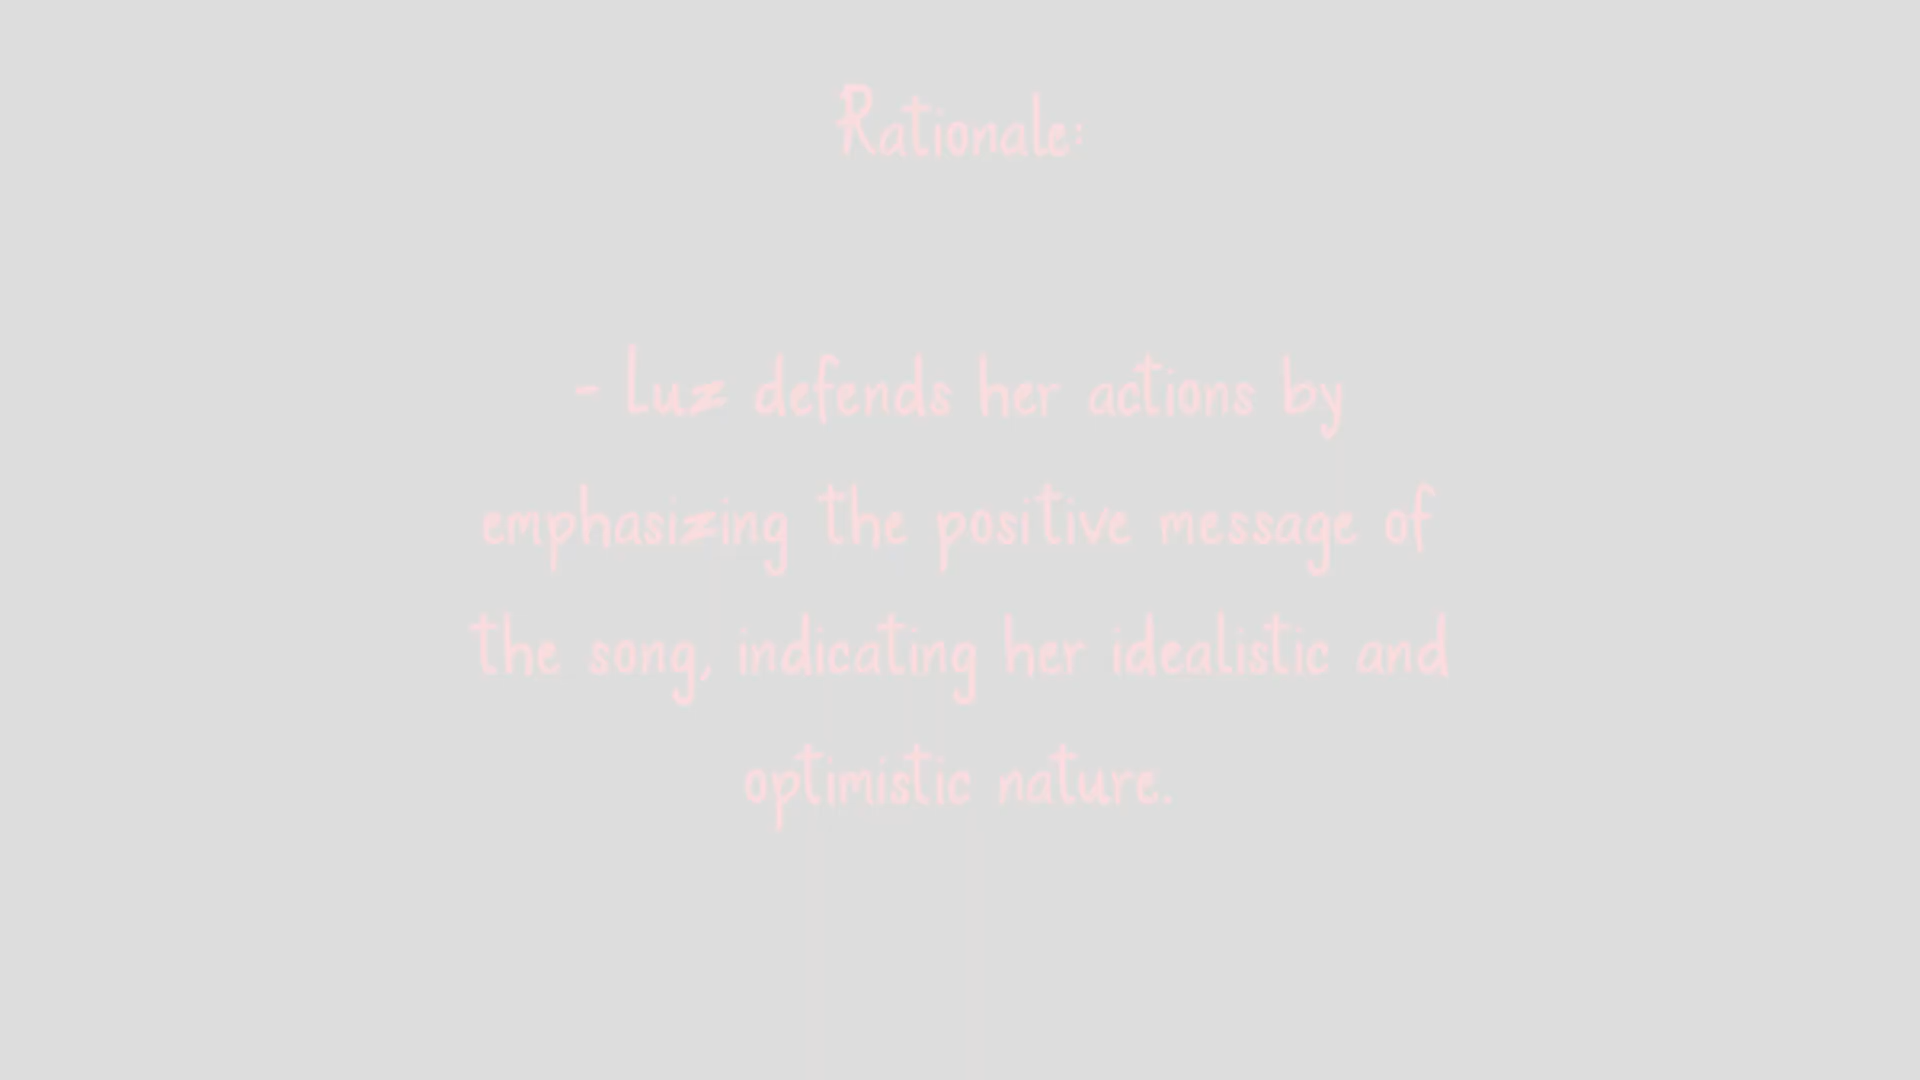 Rationale:
- Luz defends her actions by
emphasizing the positive message of
the song, indicating her idealistic and
optimistic nature.